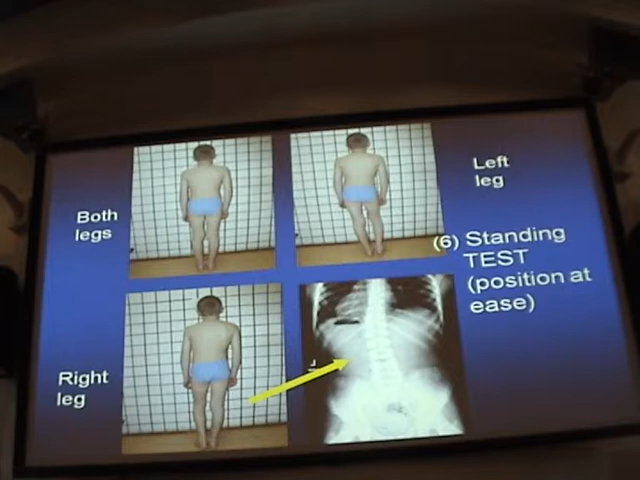 Both
legs
Left
leg
(6) Standing
TEST
(position at
ease)
Right
leg